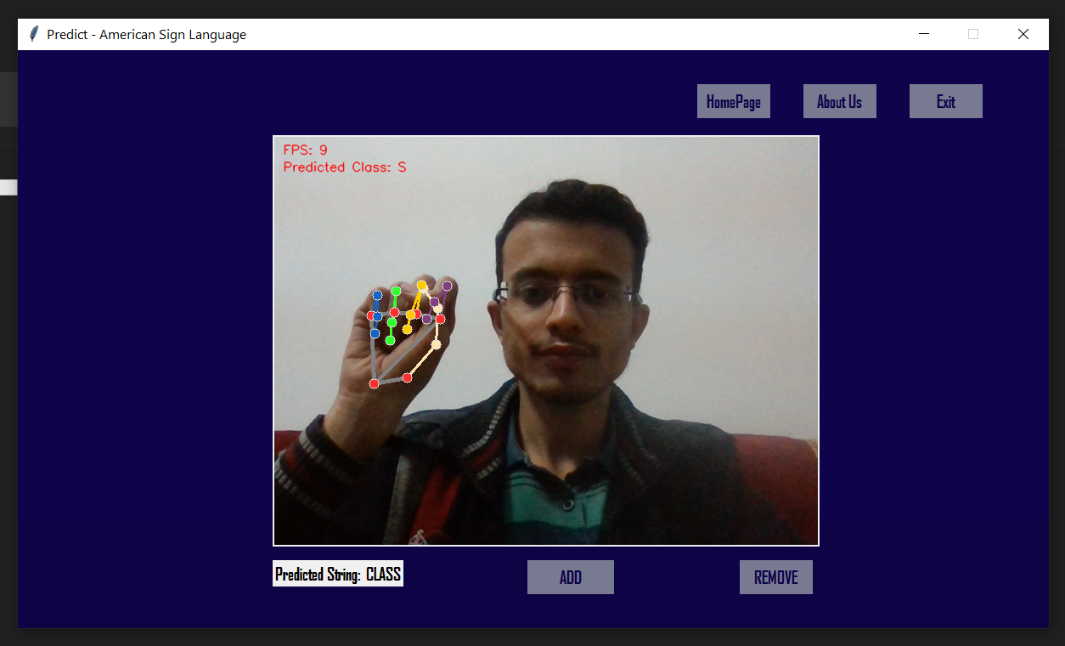 Predict - American Sign Language
HomePage
About Us
Exit
FPS: 9
Predicted Class: S
Predicted String: CLASS
ADD
REMOVE